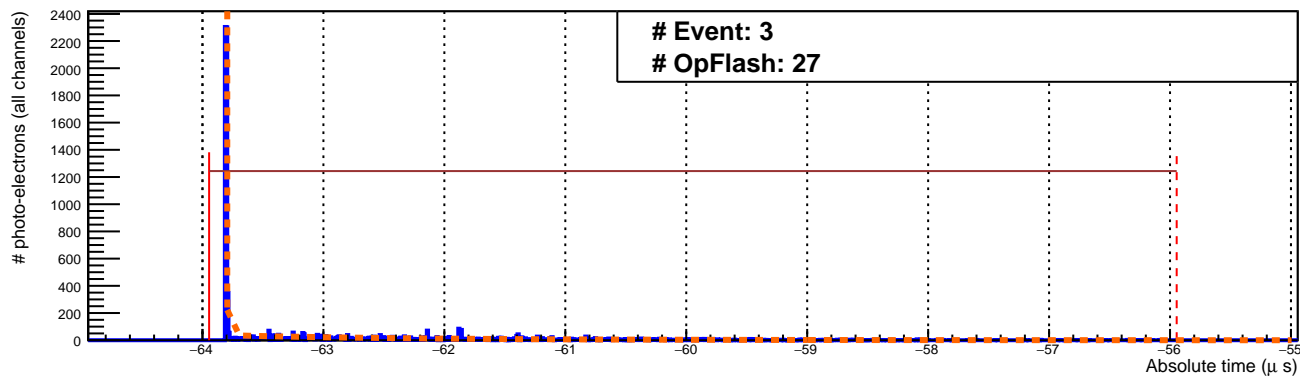 # Event: 3
# OpFlash: 27
# photo-electrons (all channels)
2400
2200
2000
1800
1600
1400
1200
1000
800
600
400
200
0
−64 −63 −62 −61 −60 −59 −58 −57 −56 −55
Absolute time (μ s)